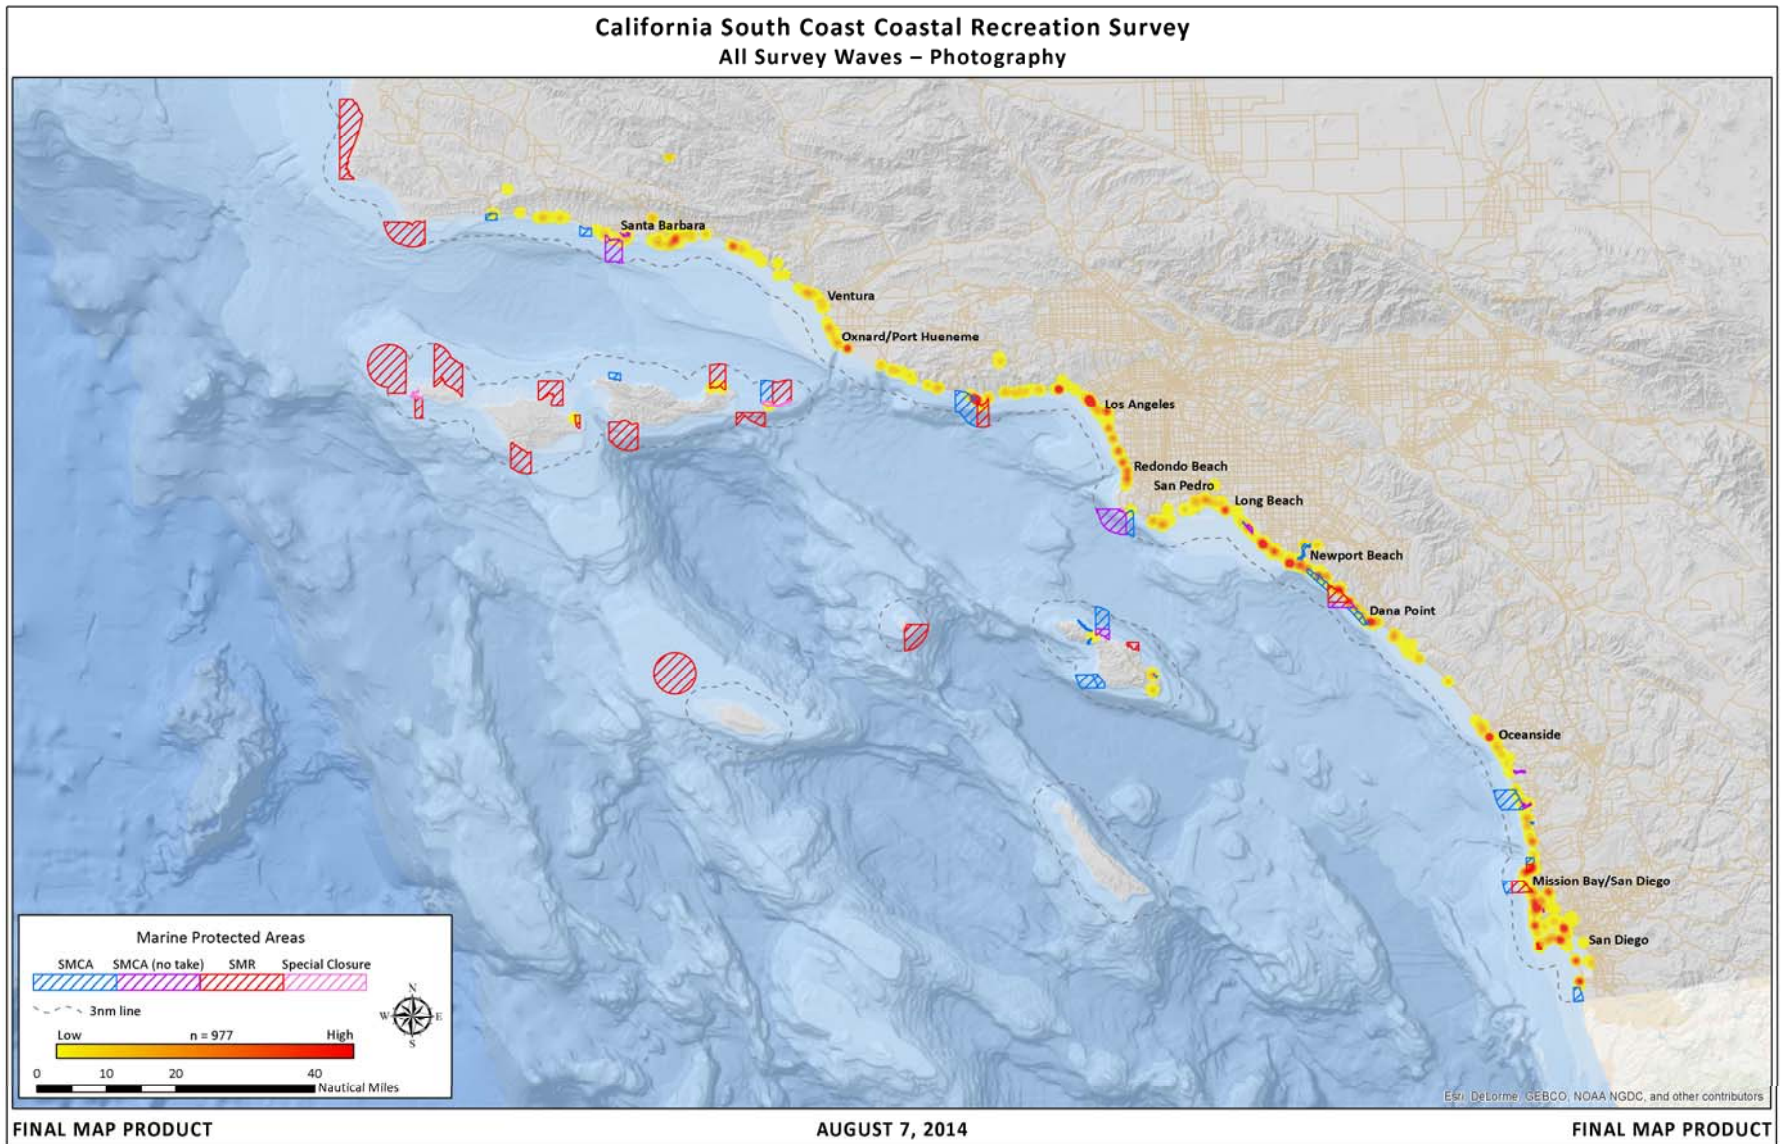 California South Coast Coastal Recreation Survey
All Survey Waves – Photography
Santa Barbara
Ventura
Oxnard/Port Hueneme
Los Angeles
Redondo Beach
San Pedro
Long Beach
Newport Beach
Dana Point
Oceanside
Mission Bay/San Diego
San Diego
Marine Protected Areas
SMCA SMCA (no take) SMR Special Closure
3nm line
N
W E
S
Low n = 977 High
0 10 20 40
Nautical Miles
Esri, DeLorme, GEBCO, NOAA NGDC, and other contributors
FINAL MAP PRODUCT AUGUST 7, 2014 FINAL MAP PRODUCT